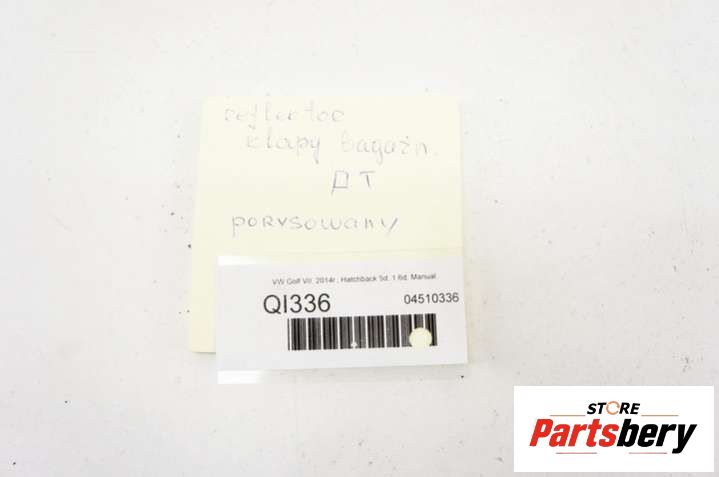 reflektor
klapy bagażn.
PT
porysowany
VW Golf VII, 2014r., Hatchback 5d. 1.6d, Manual
QI336
04510336
STORE
Partsbery